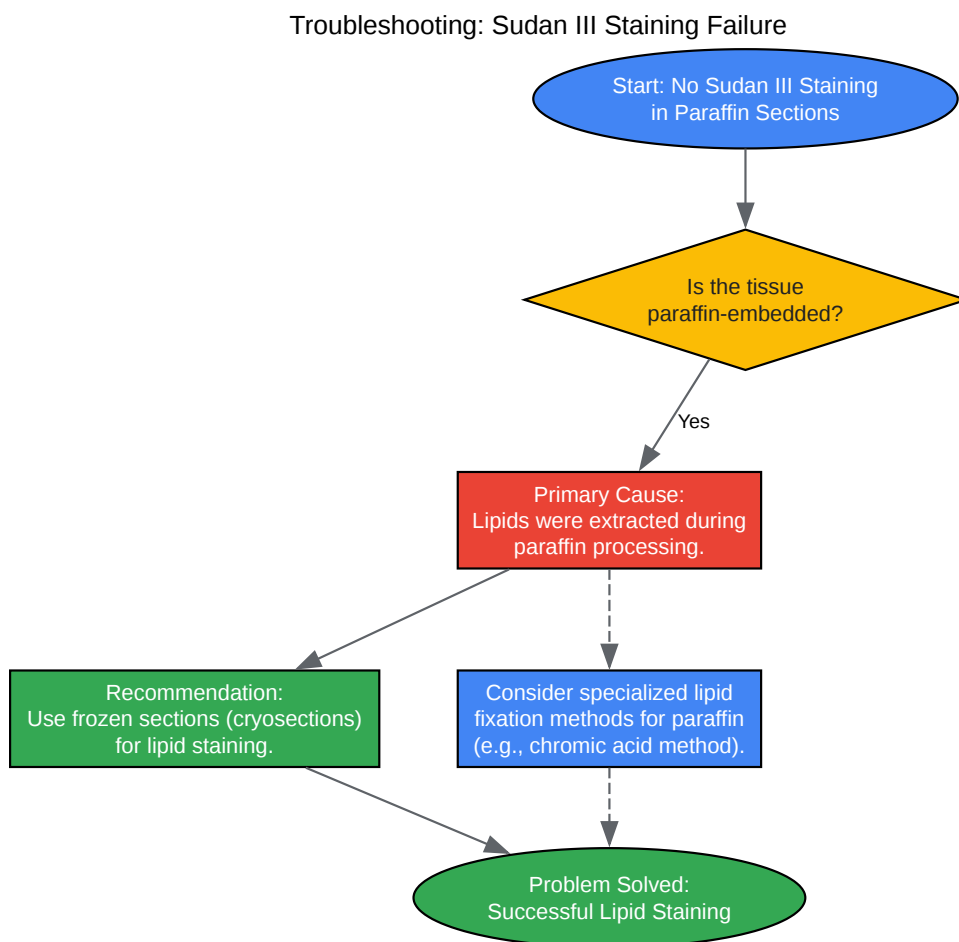 Troubleshooting: Sudan III Staining Failure
Start: No Sudan III Staining
in Paraffin Sections
Is the tissue
paraffin-embedded?
Yes
Primary Cause:
Lipids were extracted during
paraffin processing.
Recommendation:
Use frozen sections (cryosections)
for lipid staining.
Consider specialized lipid
fixation methods for paraffin
(e.g., chromic acid method).
Problem Solved:
Successful Lipid Staining